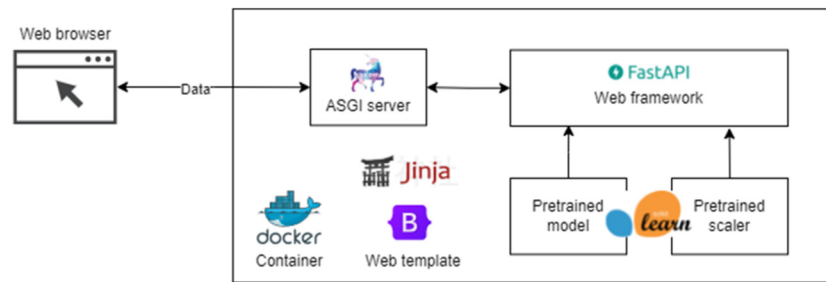 Web browser
Data
ASGI server
FastAPI
Web framework
Jinja
docker
Container
B
Web template
Pretrained
model
learn
Pretrained
scaler